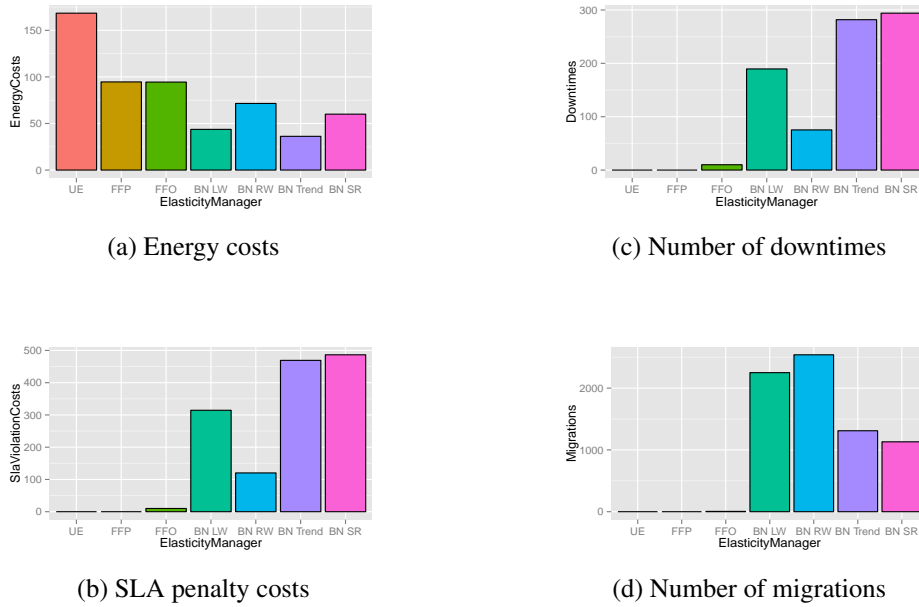 EnergyCosts
150
100
50
0
UE FFP FFO BN LW BN RW BN Trend BN SR
ElasticityManager
(a) Energy costs
Downtimes
300
200
100
0
UE FFP FFO BN LW BN RW BN Trend BN SR
ElasticityManager
(c) Number of downtimes
SlaViolationCosts
500
400
300
200
100
0
UE FFP FFO BN LW BN RW BN Trend BN SR
ElasticityManager
(b) SLA penalty costs
Migrations
2000
1000
0
UE FFP FFO BN LW BN RW BN Trend BN SR
ElasticityManager
(d) Number of migrations